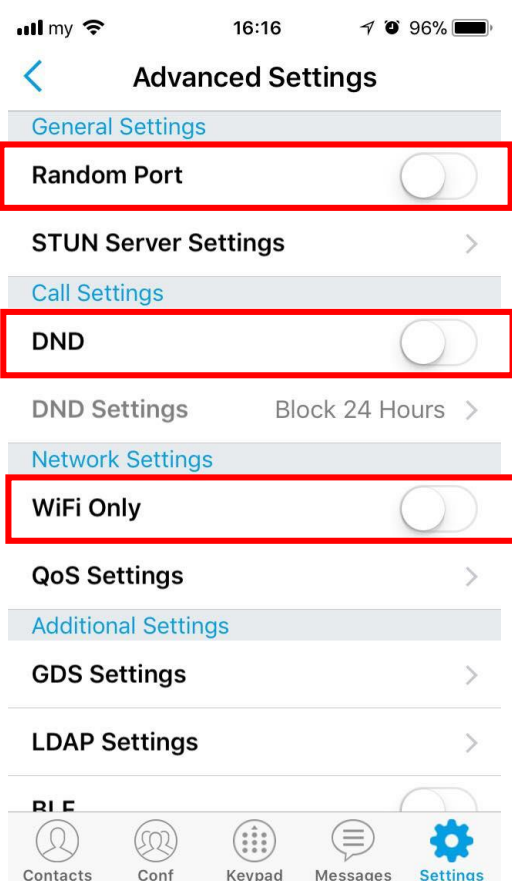 my 16:16 96%
Advanced Settings
General Settings
Random Port
STUN Server Settings
Call Settings
DND
DND Settings Block 24 Hours
Network Settings
WiFi Only
QoS Settings
Additional Settings
GDS Settings
LDAP Settings
BLF
Contacts Conf Keypad Messages Settings